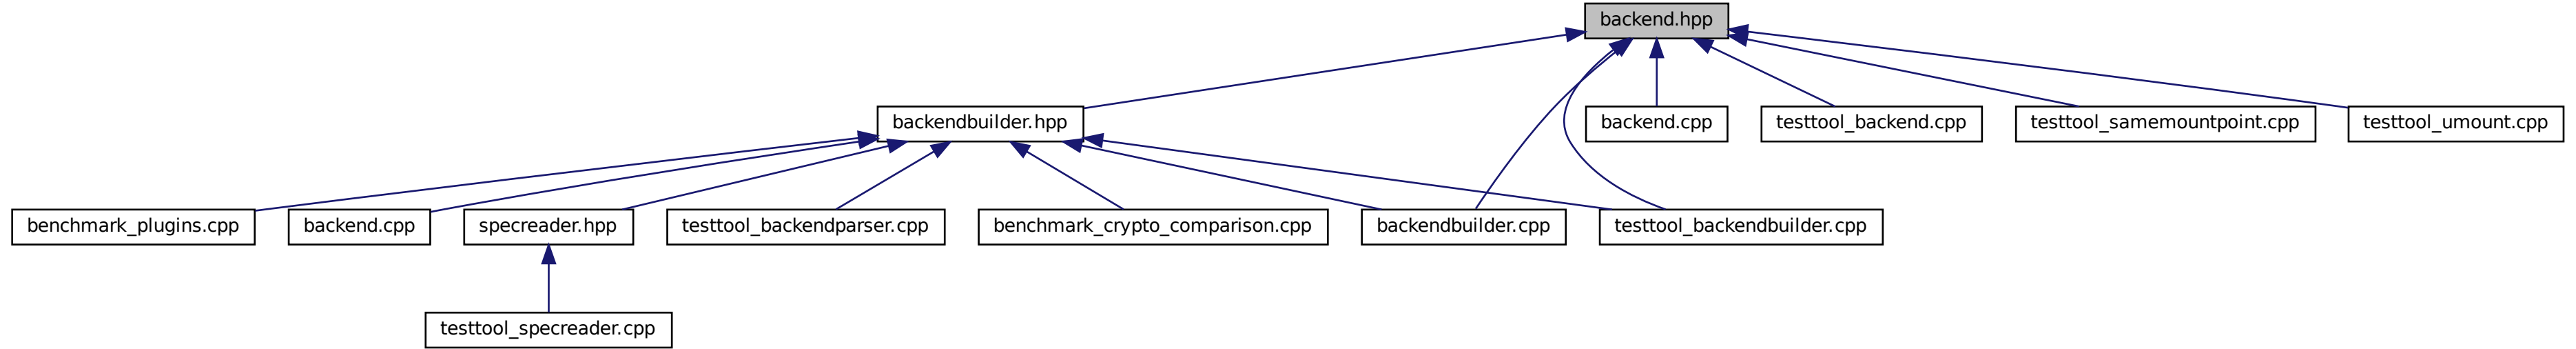 backend.hpp
backendbuilder.hpp
backend.cpp
testtool_backend.cpp
testtool_samemountpoint.cpp
testtool_umount.cpp
benchmark_plugins.cpp
backend.cpp
specreader.hpp
testtool_backendparser.cpp
benchmark_crypto_comparison.cpp
backendbuilder.cpp
testtool_backendbuilder.cpp
testtool_specreader.cpp